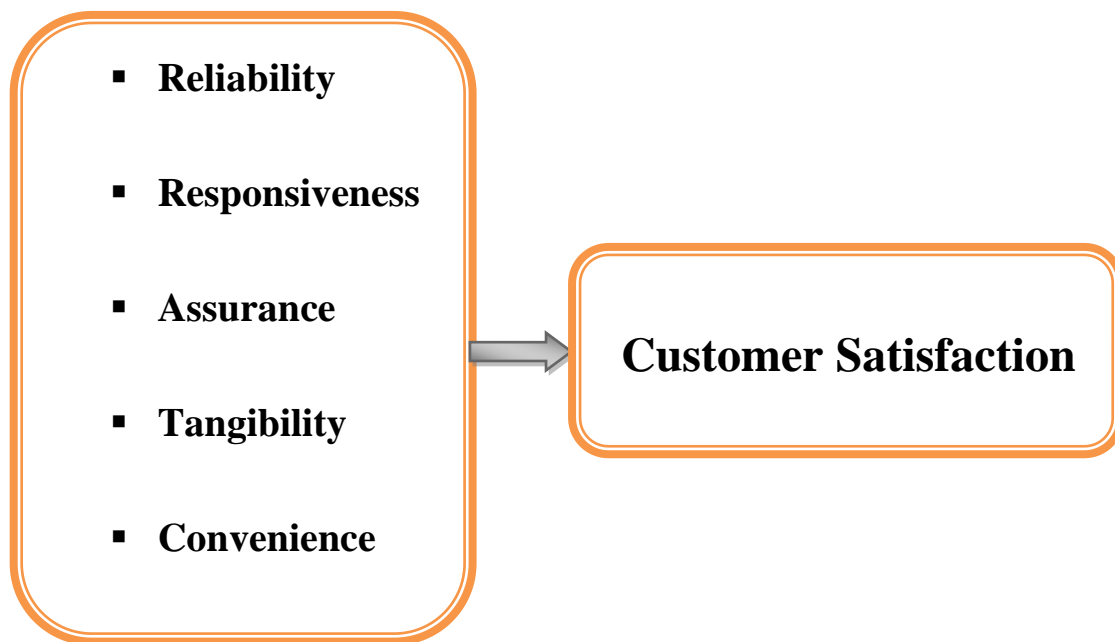 ▪ Reliability
▪ Responsiveness
▪ Assurance
▪ Tangibility
▪ Convenience
Customer Satisfaction